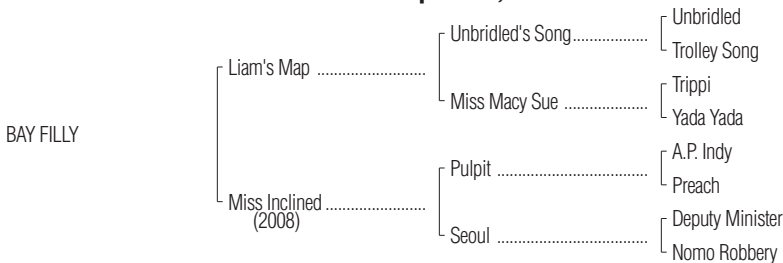 Unbridled
Unbridled's Song..................
Trolley Song
Liam's Map ..........................
Trippi
Miss Macy Sue ....................
Yada Yada
BAY FILLY
A.P. Indy
Pulpit ....................................
Preach
Miss Inclined ........................
(2008)
Deputy Minister
Seoul ....................................
Nomo Robbery